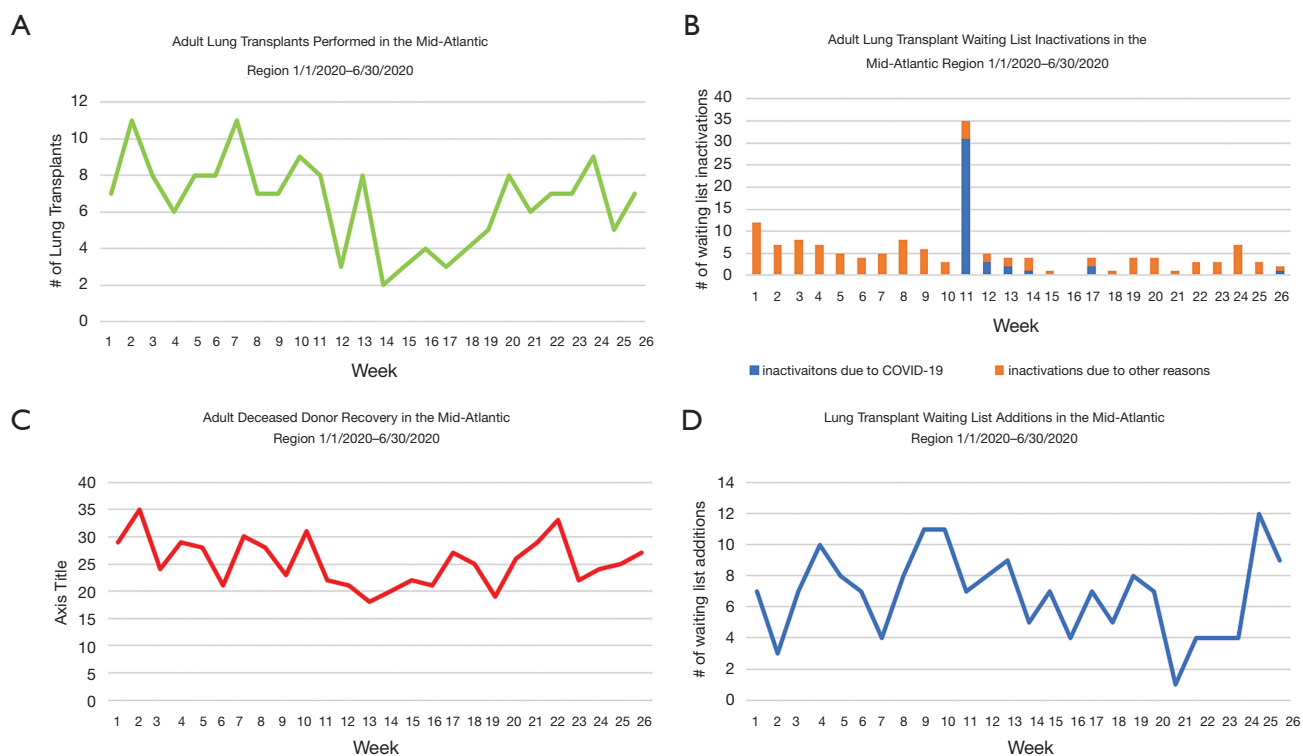 A
Adult Lung Transplants Performed in the Mid-Atlantic
Region 1/1/2020–6/30/2020
# of Lung Transplants
12
10
8
6
4
2
0
1 2 3 4 5 6 7 8 9 10 11 12 13 14 15 16 17 18 19 20 21 22 23 24 25 26
Week
B
Adult Lung Transplant Waiting List Inactivations in the
Mid-Atlantic Region 1/1/2020–6/30/2020
# of waiting list inactivations
40
35
30
25
20
15
10
5
0
1 2 3 4 5 6 7 8 9 10 11 12 13 14 15 16 17 18 19 20 21 22 23 24 25 26
Week
inactivaitons due to COVID-19
inactivations due to other reasons
C
Adult Deceased Donor Recovery in the Mid-Atlantic
Region 1/1/2020–6/30/2020
Axis Title
40
35
30
25
20
15
10
5
0
1 2 3 4 5 6 7 8 9 10 11 12 13 14 15 16 17 18 19 20 21 22 23 24 25 26
Week
D
Lung Transplant Waiting List Additions in the Mid-Atlantic
Region 1/1/2020–6/30/2020
# of waiting list additions
14
12
10
8
6
4
2
0
1 2 3 4 5 6 7 8 9 10 11 12 13 14 15 16 17 18 19 20 21 22 23 24 25 26
Week